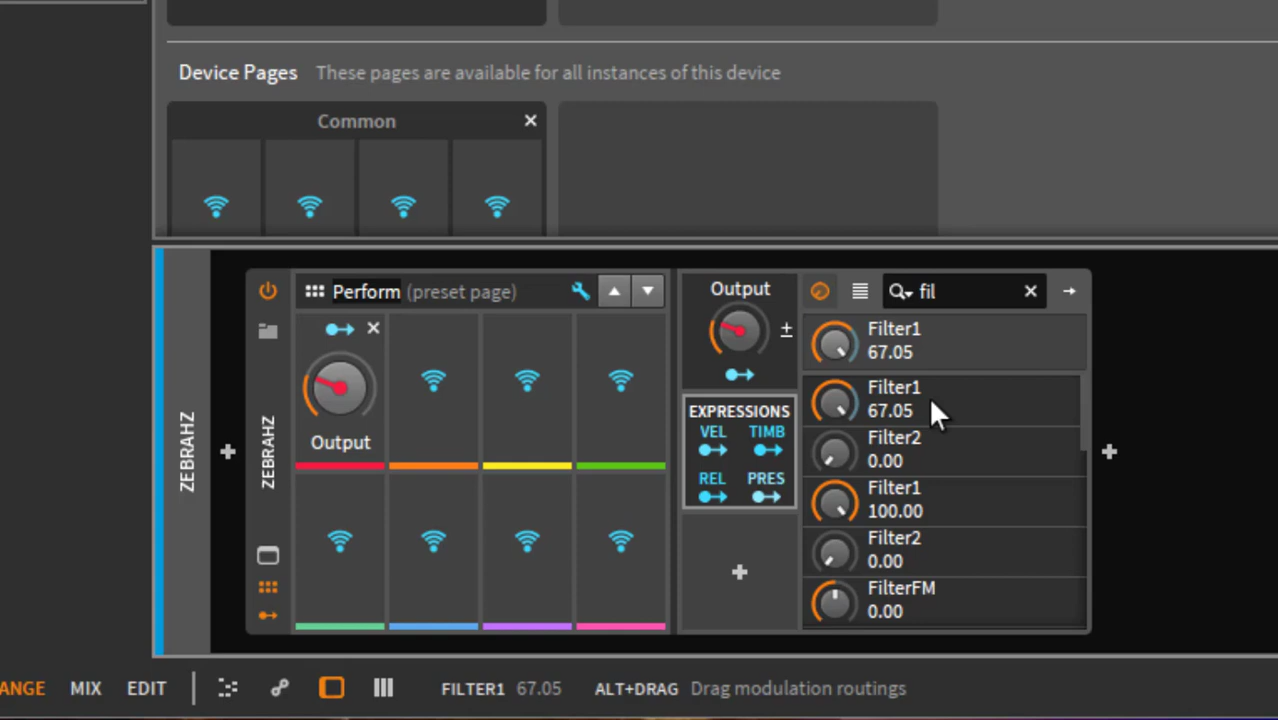 Device Pages These pages are available for all instances of this device
Common
ZEBRAHZ
ZEBRAHZ
Perform (preset page)
Output
Output
±
EXPRESSIONS
VEL TIMB
REL PRES
fil
Filter1
67.05
Filter1
67.05
Filter2
0.00
Filter1
100.00
Filter2
0.00
FilterFM
0.00
ANGE MIX EDIT FILTER1 67.05 ALT+DRAG Drag modulation routings